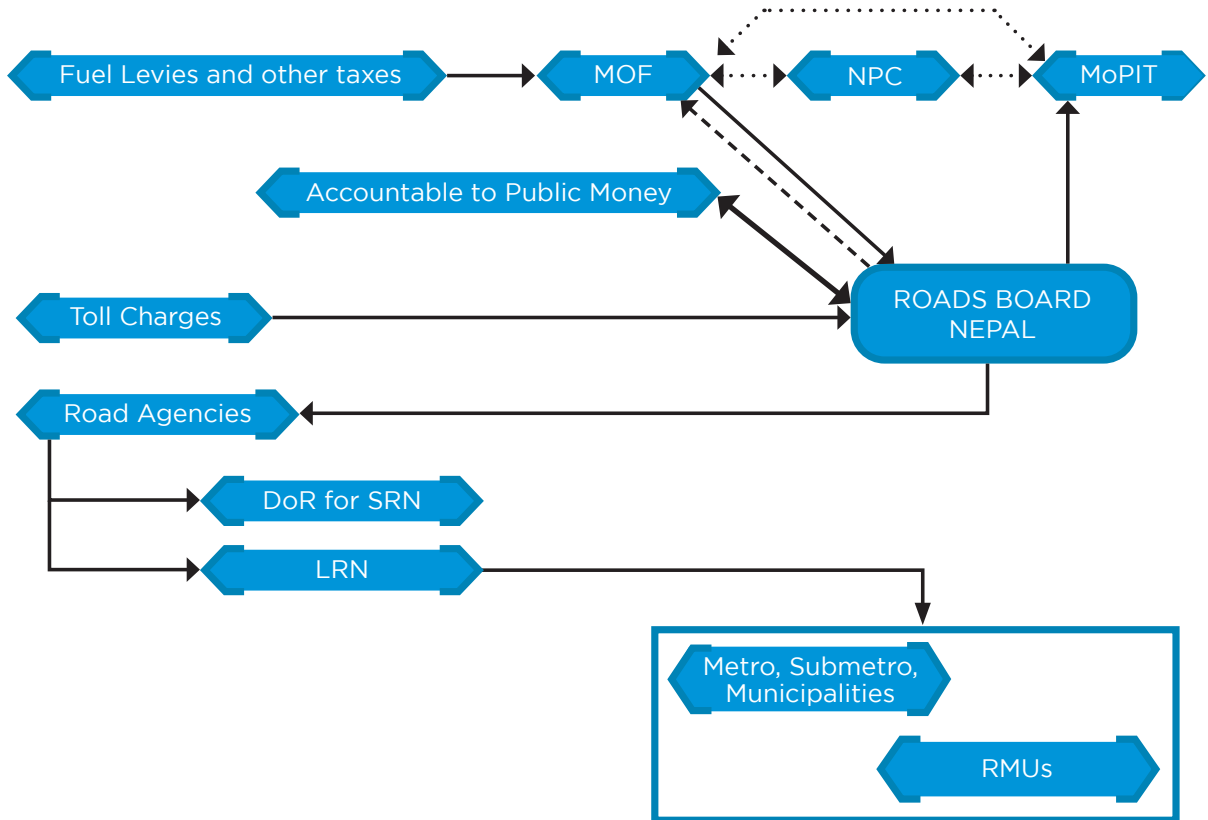 Fuel Levies and other taxes
MOF
NPC
MoPIT
Accountable to Public Money
Toll Charges
ROADS BOARD
NEPAL
Road Agencies
DoR for SRN
LRN
Metro, Submetro,
Municipalities
RMUs